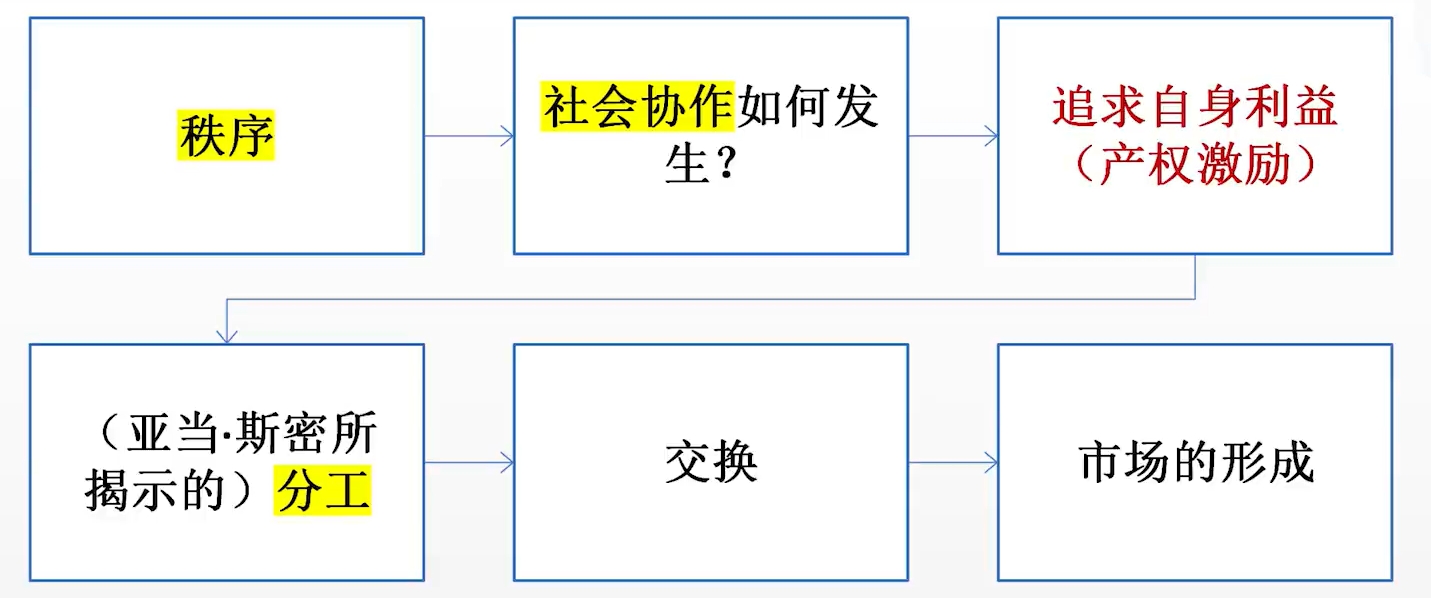 秩序
社会协作如何发
生？
追求自身利益
（产权激励）
（亚当·斯密所
揭示的）分工
交换
市场的形成